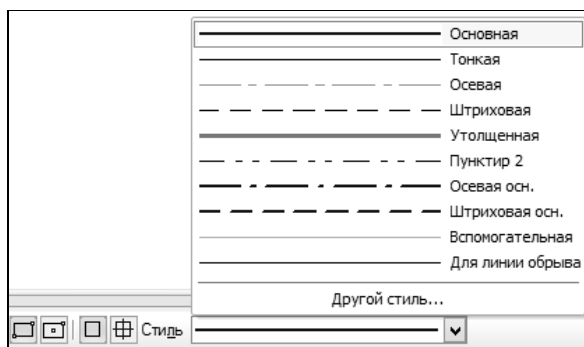 Основная
Тонкая
Осевая
Штриховая
Утолщенная
Пунктир 2
Осевая осн.
Штриховая осн.
Вспомогательная
Для линии обрыва
Другой стиль...
Стиль